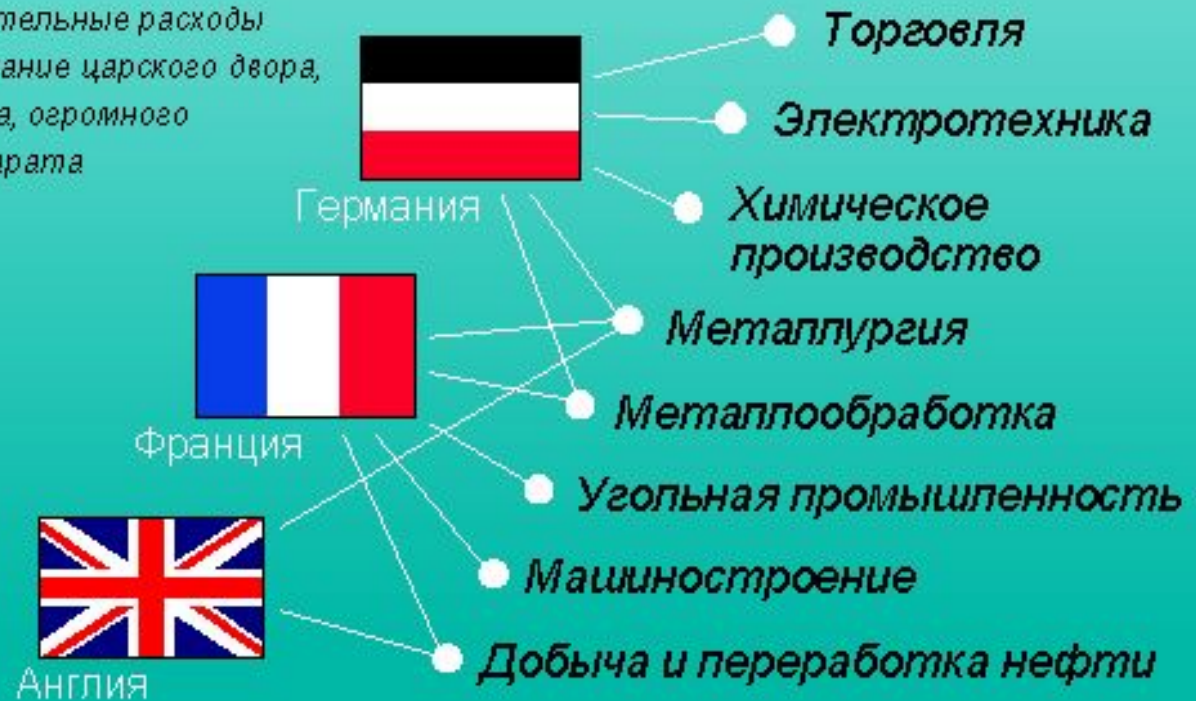 тельные расходы
ание царского двора,
а, огромного
арата
Германия
Торговля
Электротехника
Химическое
производство
Металлургия
Металлообработка
Франция
Угольная промышленность
Машиностроение
Англия
Добыча и переработка нефти